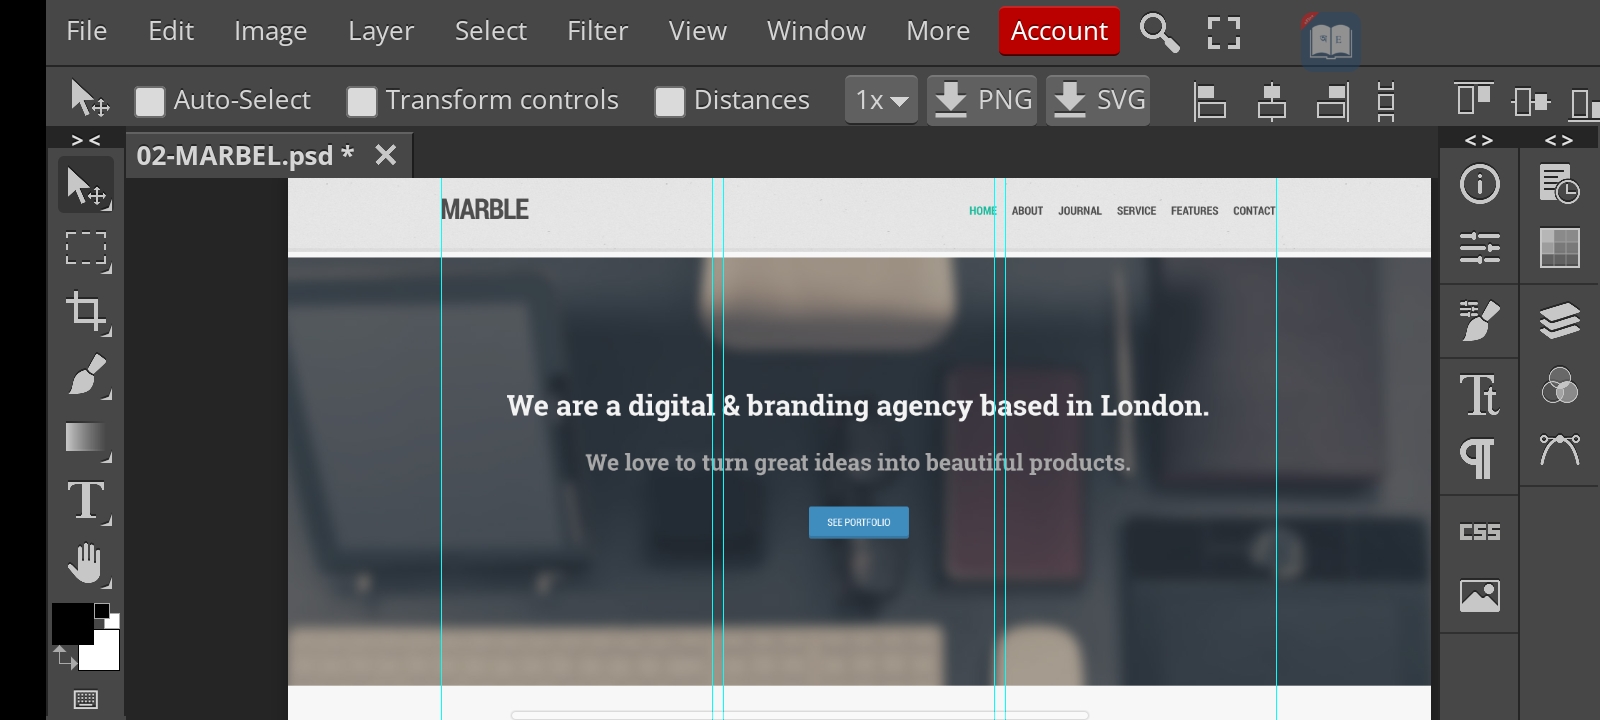 File Edit Image Layer Select Filter View Window More Account
Auto-Select Transform controls Distances 1x PNG SVG
> < < > < >
02-MARBEL.psd *
MARBLE HOME ABOUT JOURNAL SERVICE FEATURES CONTACT
We are a digital & branding agency based in London.
We love to turn great ideas into beautiful products.
SEE PORTFOLIO
CSS